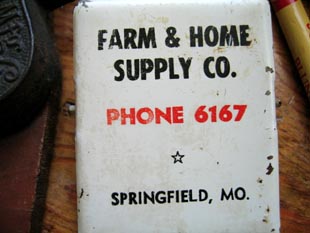 FARM & HOME
SUPPLY CO.
PHONE 6167
☆
SPRINGFIELD, MO.